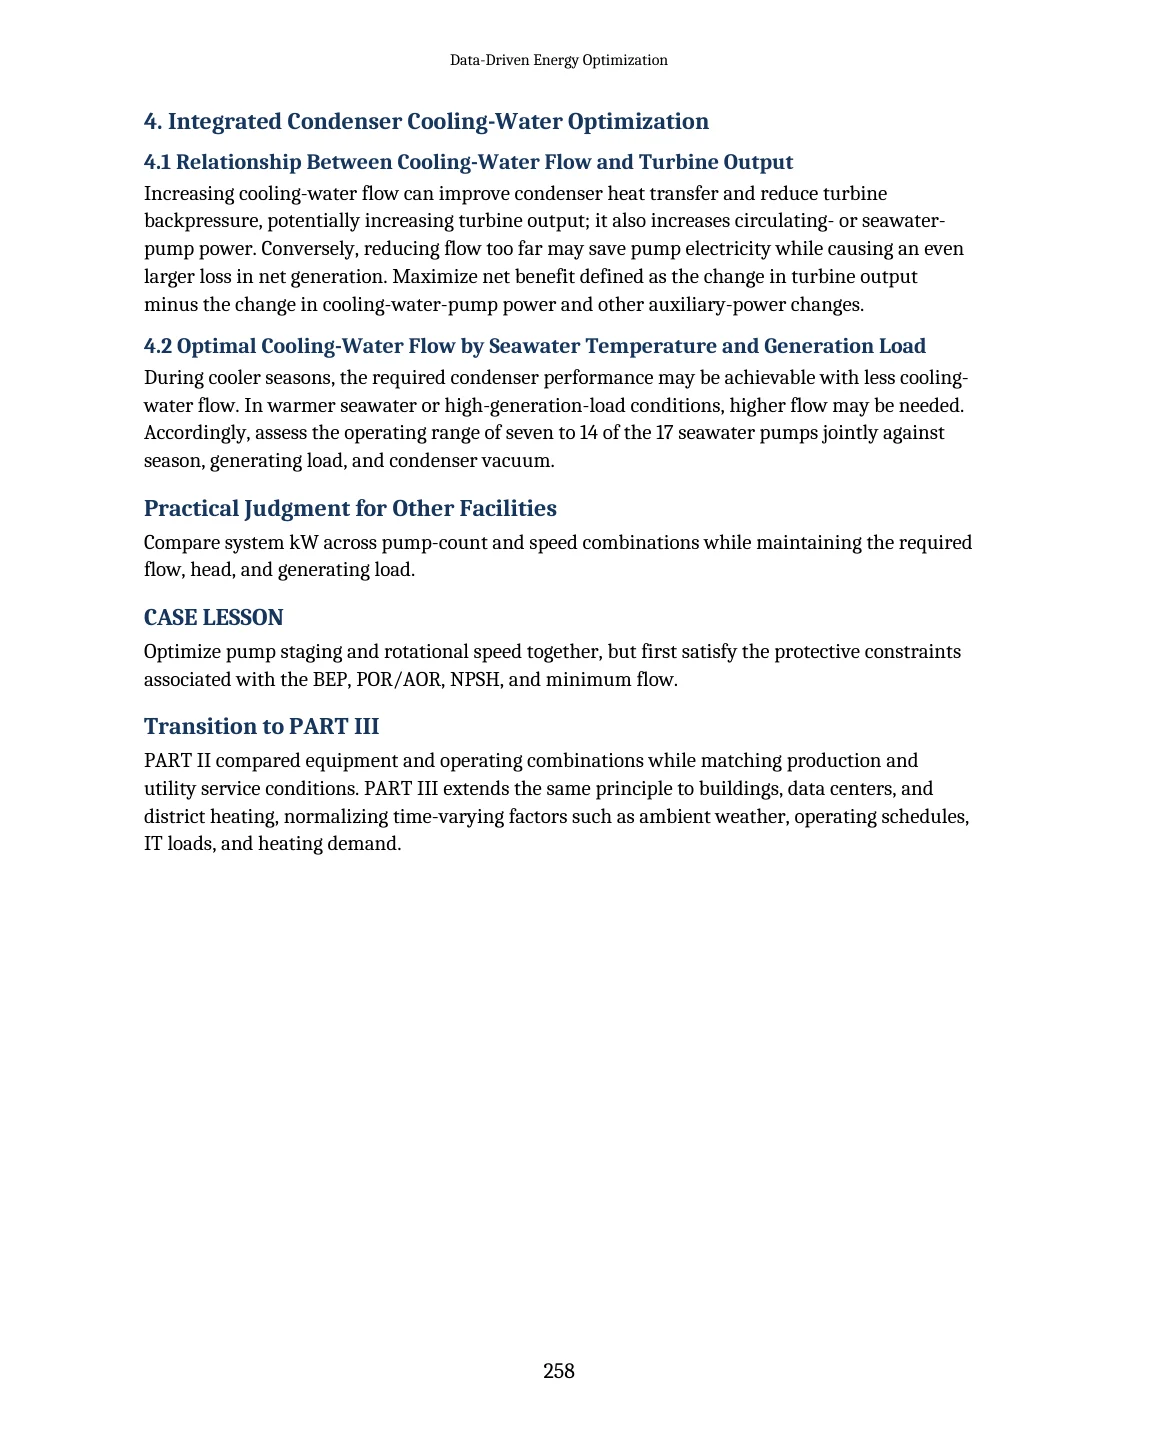 Data-Driven Energy Optimization
4. Integrated Condenser Cooling-Water Optimization
4.1 Relationship Between Cooling-Water Flow and Turbine Output
Increasing cooling-water flow can improve condenser heat transfer and reduce turbine
backpressure, potentially increasing turbine output; it also increases circulating- or seawater-
pump power. Conversely, reducing flow too far may save pump electricity while causing an even
larger loss in net generation. Maximize net benefit defined as the change in turbine output
minus the change in cooling-water-pump power and other auxiliary-power changes.
4.2 Optimal Cooling-Water Flow by Seawater Temperature and Generation Load
During cooler seasons, the required condenser performance may be achievable with less cooling-
water flow. In warmer seawater or high-generation-load conditions, higher flow may be needed.
Accordingly, assess the operating range of seven to 14 of the 17 seawater pumps jointly against
season, generating load, and condenser vacuum.
Practical Judgment for Other Facilities
Compare system kW across pump-count and speed combinations while maintaining the required
flow, head, and generating load.
CASE LESSON
Optimize pump staging and rotational speed together, but first satisfy the protective constraints
associated with the BEP, POR/AOR, NPSH, and minimum flow.
Transition to PART III
PART II compared equipment and operating combinations while matching production and
utility service conditions. PART III extends the same principle to buildings, data centers, and
district heating, normalizing time-varying factors such as ambient weather, operating schedules,
IT loads, and heating demand.
258